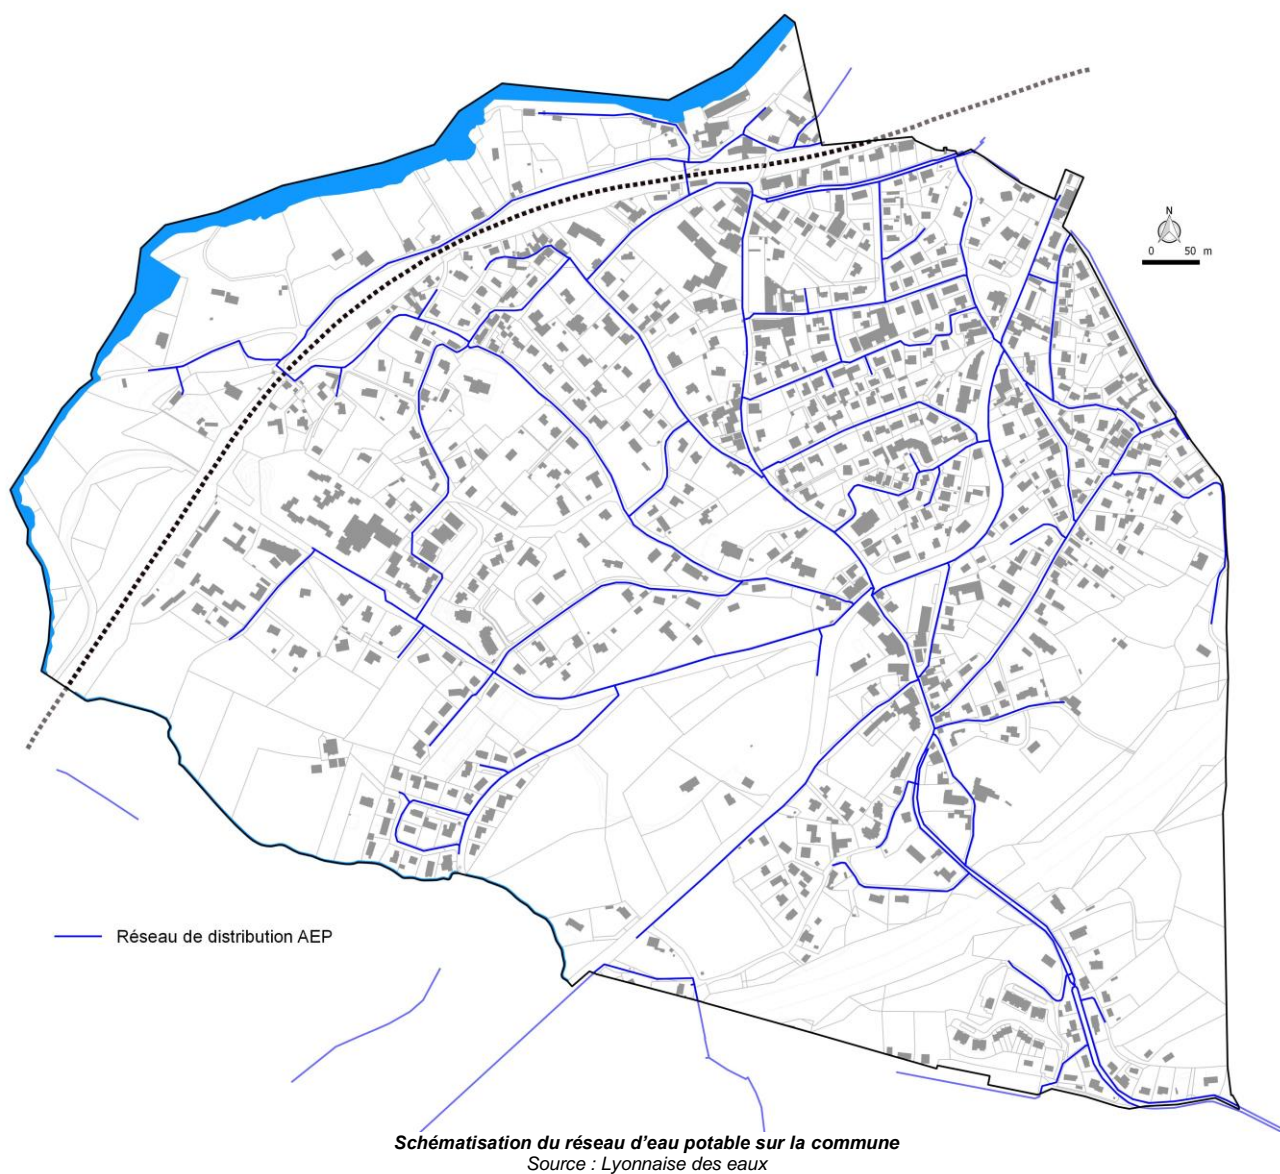 N
0 50 m
Réseau de distribution AEP
Schématisation du réseau d'eau potable sur la commune
Source : Lyonnaise des eaux